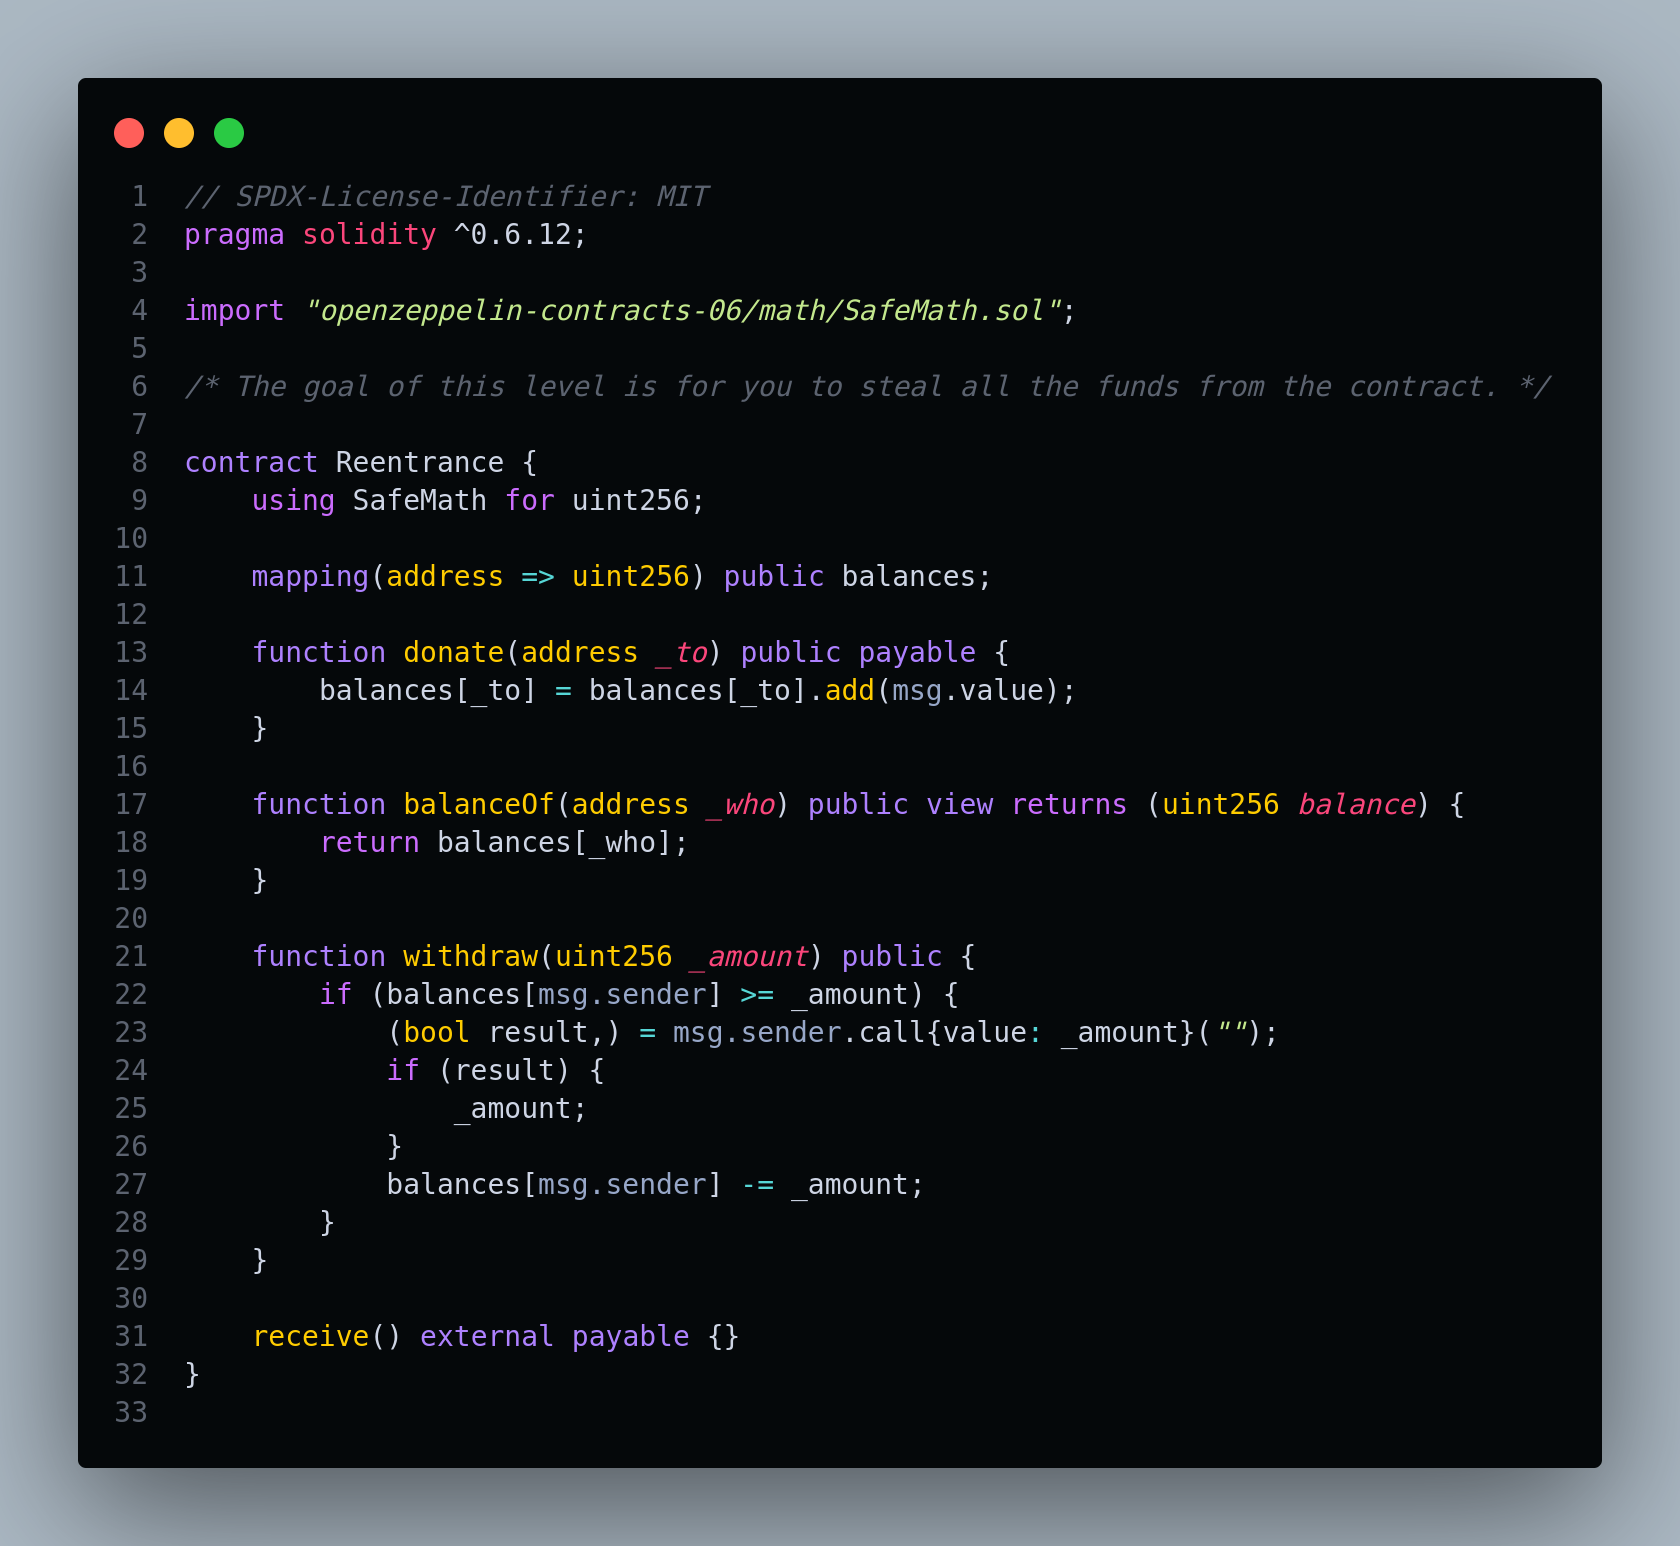 1 // SPDX-License-Identifier: MIT
2 pragma solidity ^0.6.12;
3
4 import "openzeppelin-contracts-06/math/SafeMath.sol";
5
6 /* The goal of this level is for you to steal all the funds from the contract. */
7
8 contract Reentrance {
9     using SafeMath for uint256;
10
11     mapping(address => uint256) public balances;
12
13     function donate(address _to) public payable {
14         balances[_to] = balances[_to].add(msg.value);
15     }
16
17     function balanceOf(address _who) public view returns (uint256 balance) {
18         return balances[_who];
19     }
20
21     function withdraw(uint256 _amount) public {
22         if (balances[msg.sender] >= _amount) {
23             (bool result,) = msg.sender.call{value: _amount}("");
24             if (result) {
25                 _amount;
26             }
27             balances[msg.sender] -= _amount;
28         }
29     }
30
31     receive() external payable {}
32 }
33